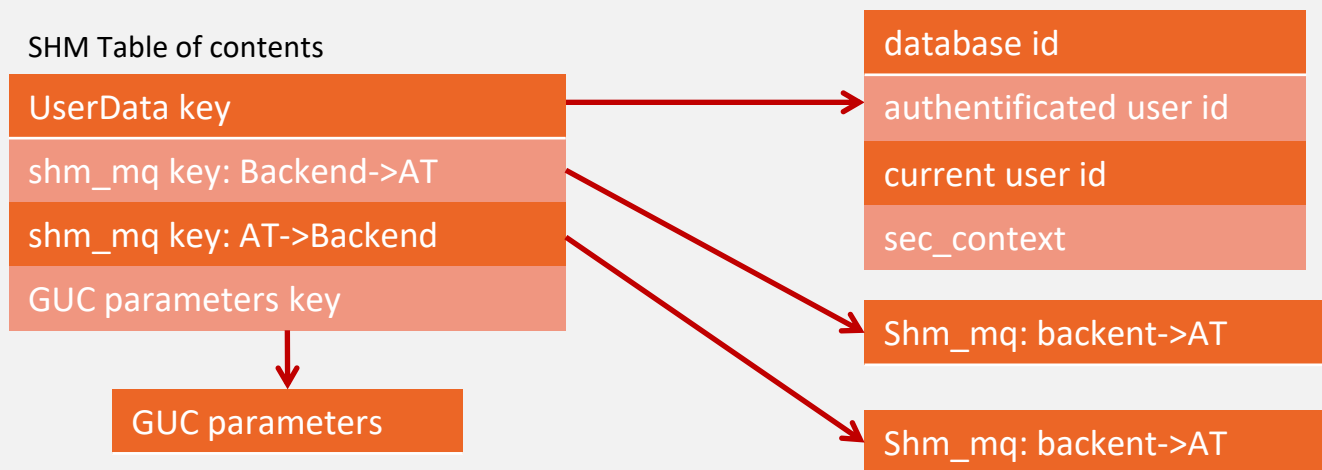 SHM Table of contents
UserData key
shm_mq key: Backend->AT
shm_mq key: AT->Backend
GUC parameters key
GUC parameters
database id
authentificated user id
current user id
sec_context
Shm_mq: backent->AT
Shm_mq: backent->AT